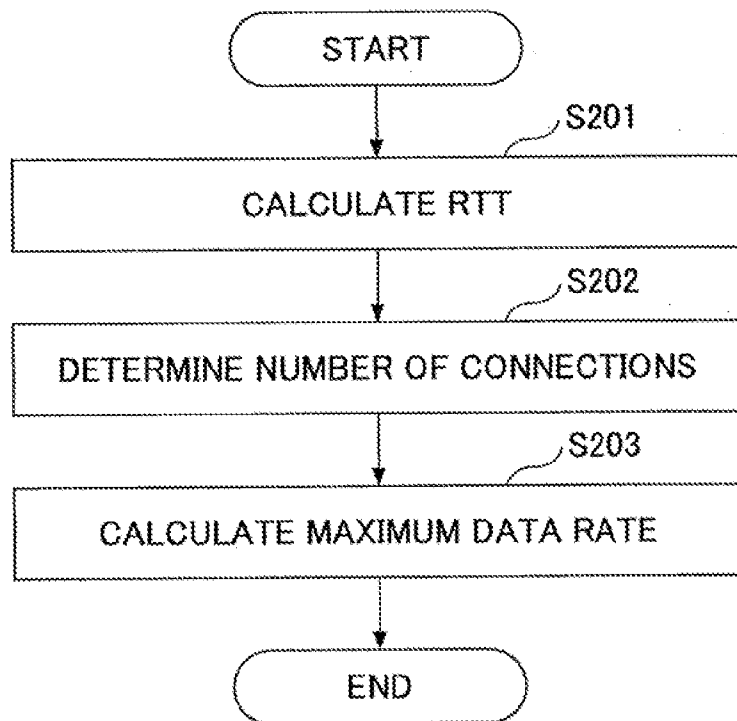 START
S201
CALCULATE RTT
S202
DETERMINE NUMBER OF CONNECTIONS
S203
CALCULATE MAXIMUM DATA RATE
END